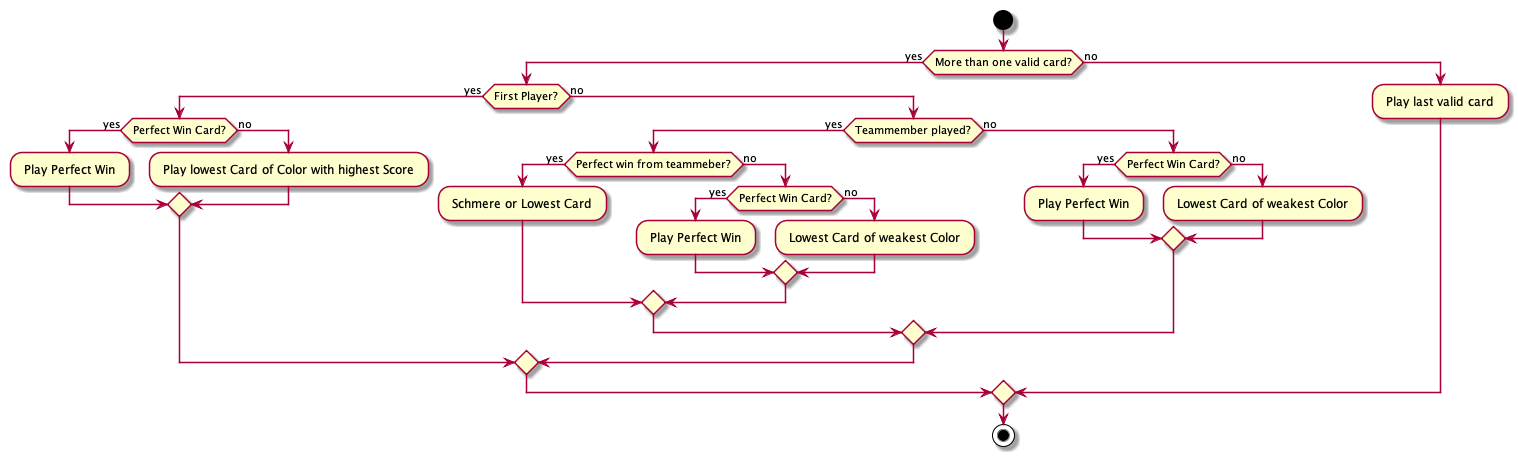 yes
More than one valid card?
no
yes
First Player?
no
Play last valid card
yes
Perfect Win Card?
no
yes
Teammember played?
no
Play Perfect Win
Play lowest Card of Color with highest Score
yes
Perfect win from teammeber?
no
yes
Perfect Win Card?
no
Schmere or Lowest Card
yes
Perfect Win Card?
no
Play Perfect Win
Lowest Card of weakest Color
Play Perfect Win
Lowest Card of weakest Color